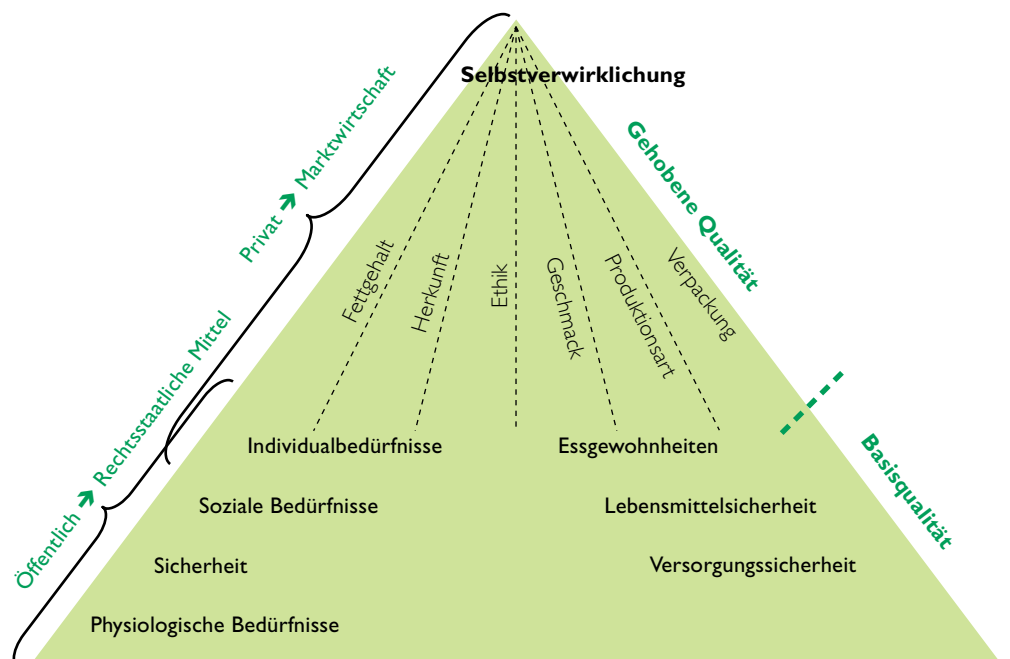 Selbstverwirklichung
Privat → Marktwirtschaft
Gehobene Qualität
Fettgehalt
Herkunft
Ethik
Geschmack
Produktionsart
Verpackung
Öffentlich → Rechtsstaatliche Mittel
Basisqualität
Individualbedürfnisse
Essgewohnheiten
Soziale Bedürfnisse
Lebensmittelsicherheit
Sicherheit
Versorgungssicherheit
Physiologische Bedürfnisse